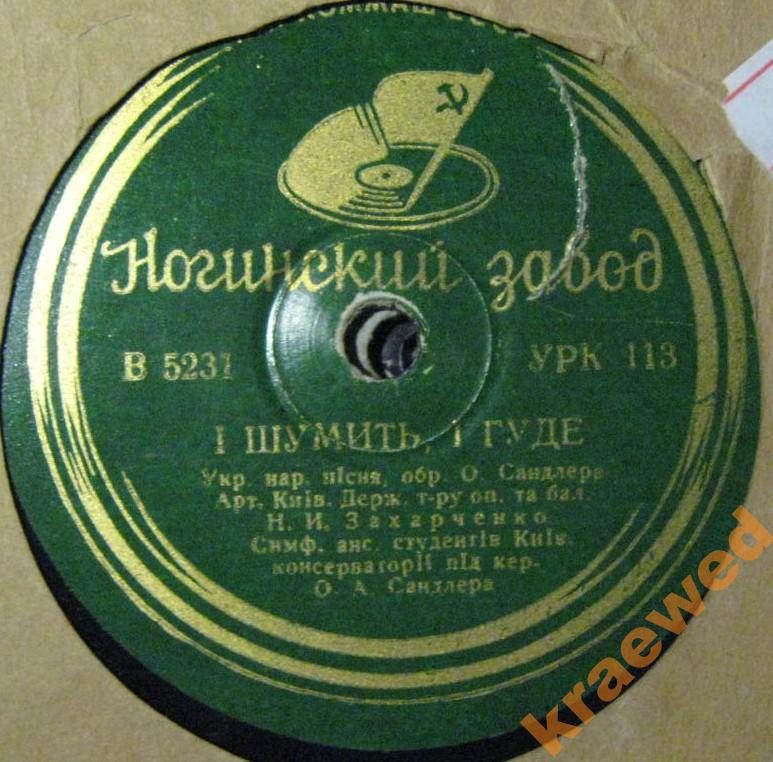 Ногинский завод
В 5231 УРК 113
І ШУМИТЬ, І ГУДЕ
Укр. нар. пісня, обр. О. Сандлера
Арт. Київ. Держ. т-ру оп. та бал.
Н. И. Захарченко
Симф. анс. студентів Київ.
консерваторії під кер.
О. А. Сандлера
kraewed